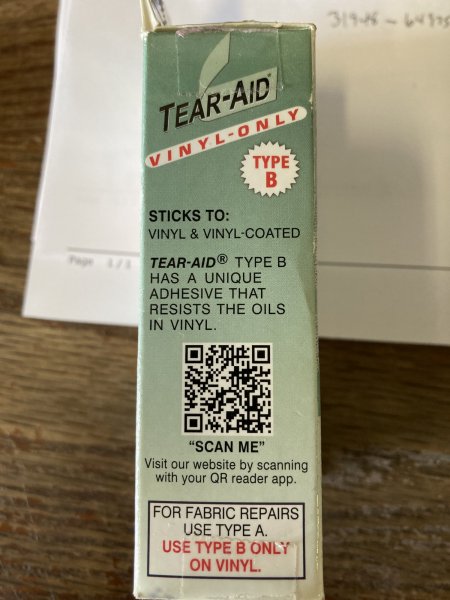 TEAR-AID®
VINYL-ONLY
TYPE
B
STICKS TO:
VINYL & VINYL-COATED
TEAR-AID® TYPE B
HAS A UNIQUE
ADHESIVE THAT
RESISTS THE OILS
IN VINYL.
"SCAN ME"
Visit our website by scanning
with your QR reader app.
FOR FABRIC REPAIRS
USE TYPE A.
USE TYPE B ONLY
ON VINYL.
Page 1/1